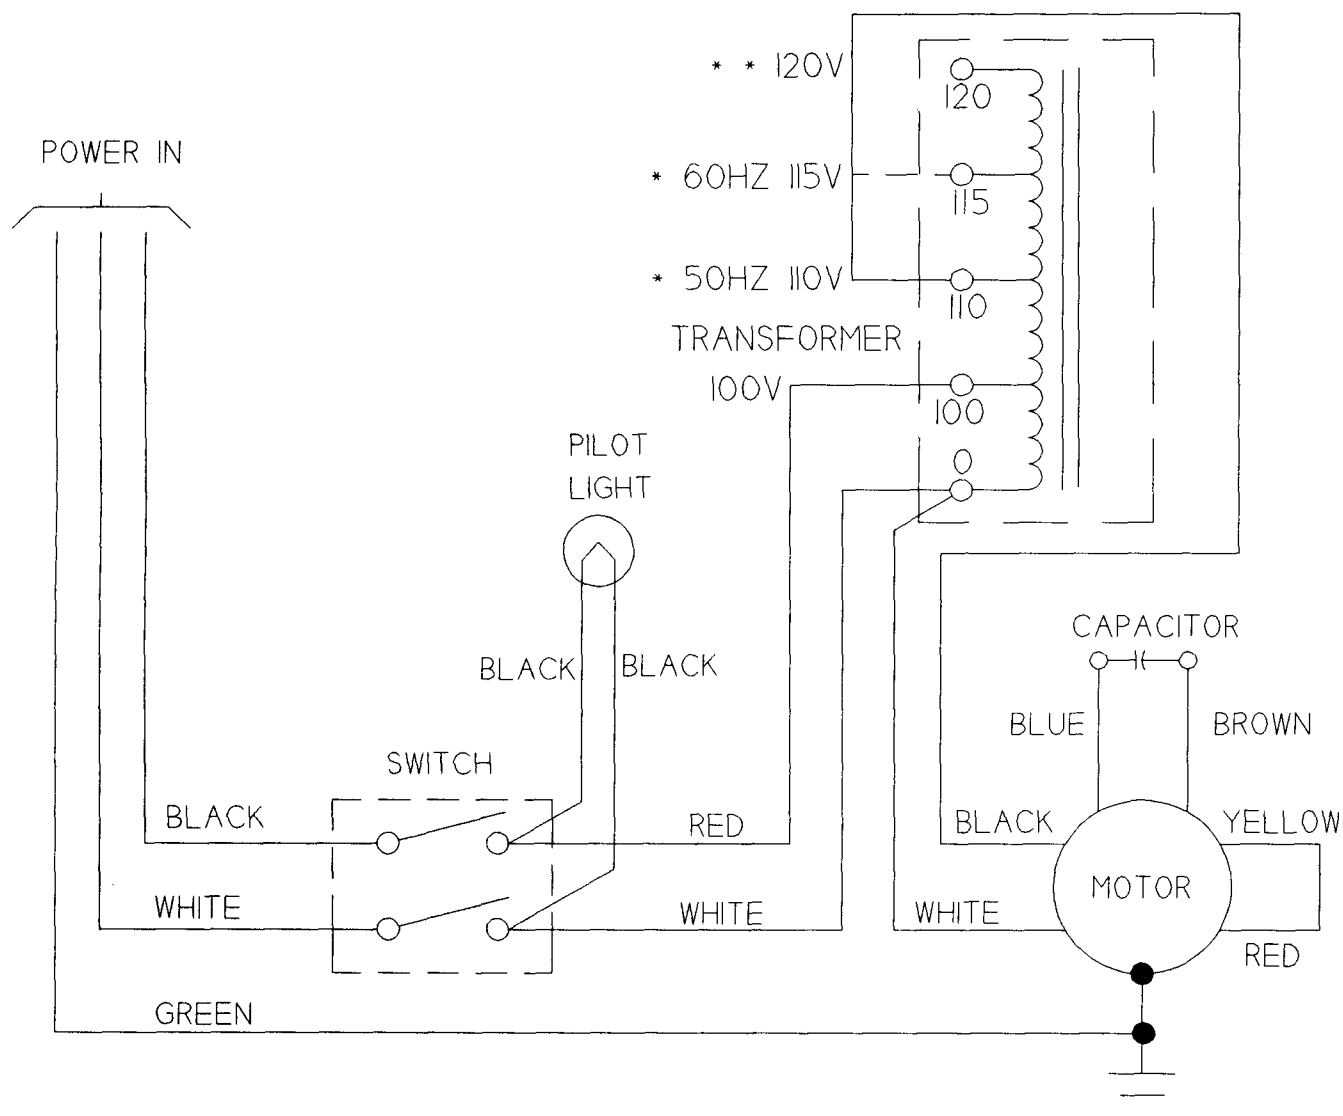 * * 120V
120
POWER IN
* 60HZ 115V
115
* 50HZ 110V
110
TRANSFORMER
100V
100
PILOT
LIGHT
0
CAPACITOR
BLACK
BLACK
BLUE
BROWN
SWITCH
BLACK
RED
BLACK
YELLOW
MOTOR
WHITE
WHITE
WHITE
RED
GREEN